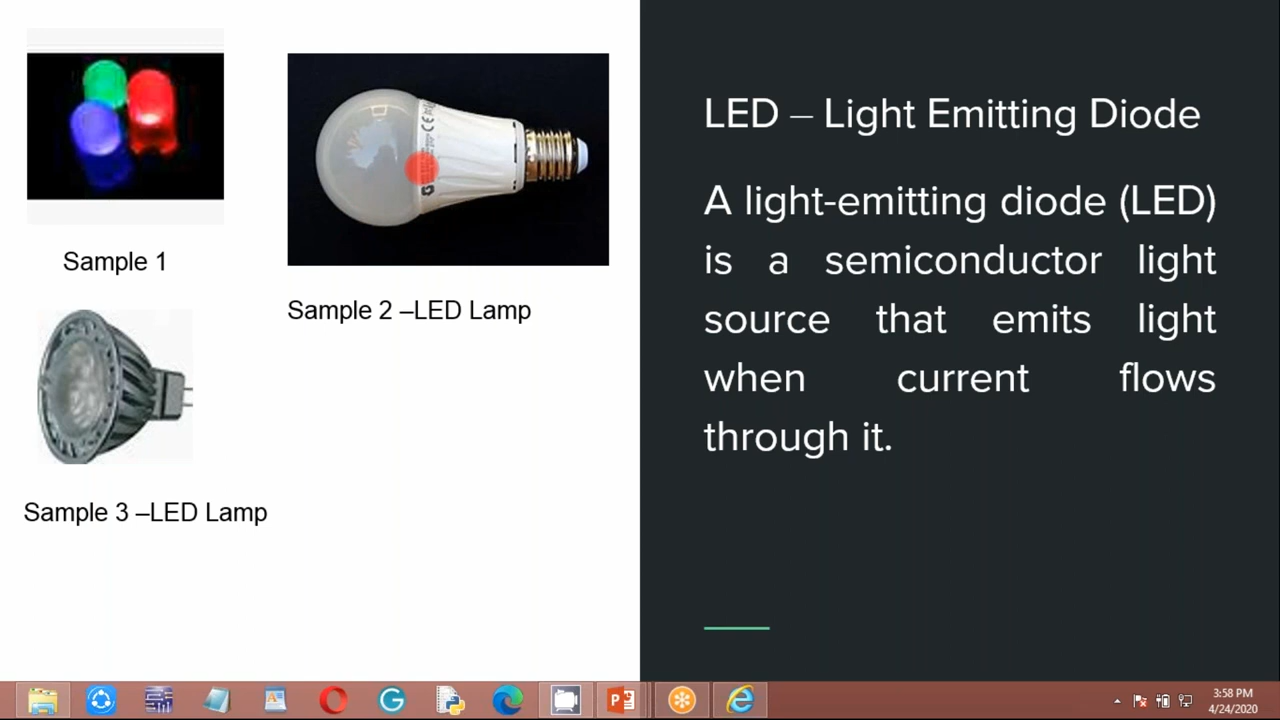 Sample 1
Sample 2 –LED Lamp
Sample 3 –LED Lamp
LED – Light Emitting Diode
A light-emitting diode (LED)
is a semiconductor light
source that emits light
when current flows
through it.
3:58 PM
4/24/2020